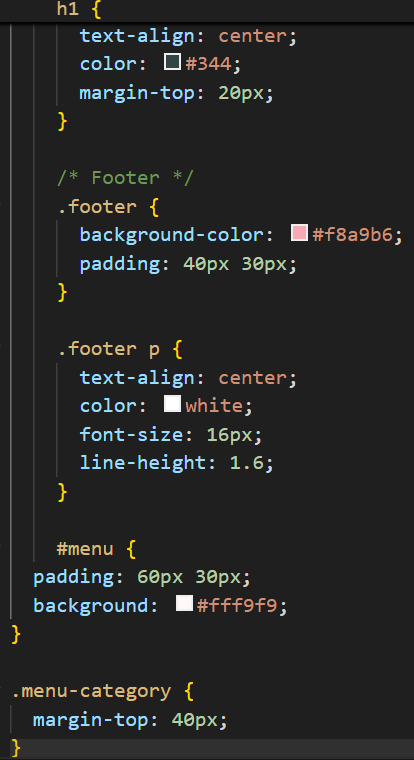 h1 {
text-align: center;
color: #344;
margin-top: 20px;
}
/* Footer */
.footer {
background-color: #f8a9b6;
padding: 40px 30px;
}
.footer p {
text-align: center;
color: white;
font-size: 16px;
line-height: 1.6;
}
#menu {
padding: 60px 30px;
background: #fff9f9;
}
.menu-category {
margin-top: 40px;
}